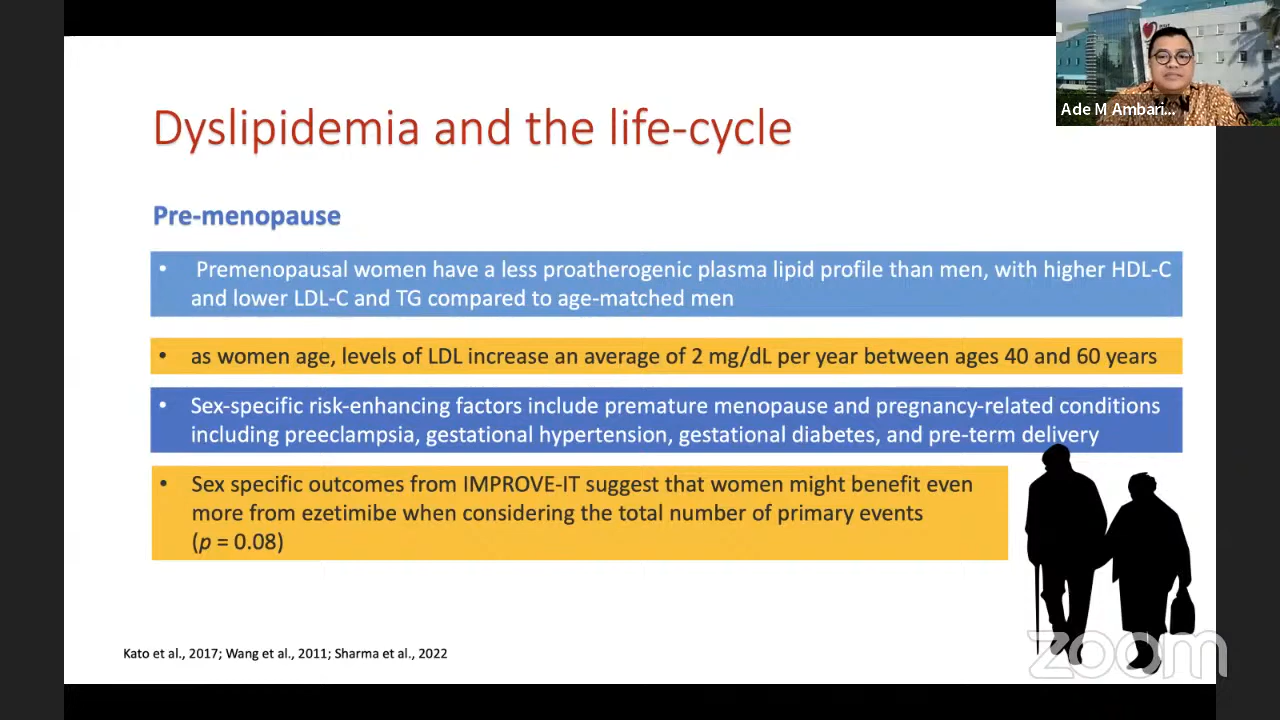 Ade M Ambari...
Dyslipidemia and the life-cycle
Pre-menopause
• Premenopausal women have a less proatherogenic plasma lipid profile than men, with higher HDL-C
and lower LDL-C and TG compared to age-matched men
• as women age, levels of LDL increase an average of 2 mg/dL per year between ages 40 and 60 years
• Sex-specific risk-enhancing factors include premature menopause and pregnancy-related conditions
including preeclampsia, gestational hypertension, gestational diabetes, and pre-term delivery
• Sex specific outcomes from IMPROVE-IT suggest that women might benefit even
more from ezetimibe when considering the total number of primary events
(p = 0.08)
Kato et al., 2017; Wang et al., 2011; Sharma et al., 2022
zoom